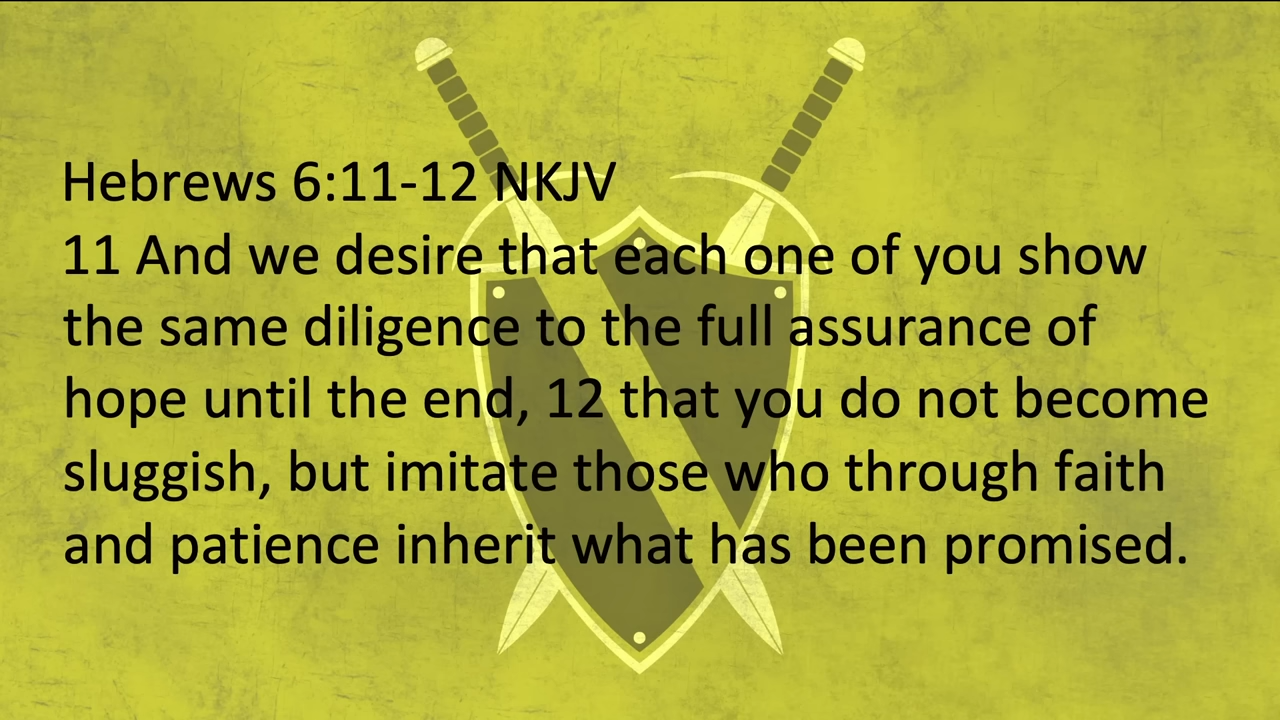 Hebrews 6:11-12 NKJV
11 And we desire that each one of you show
the same diligence to the full assurance of
hope until the end, 12 that you do not become
sluggish, but imitate those who through faith
and patience inherit what has been promised.